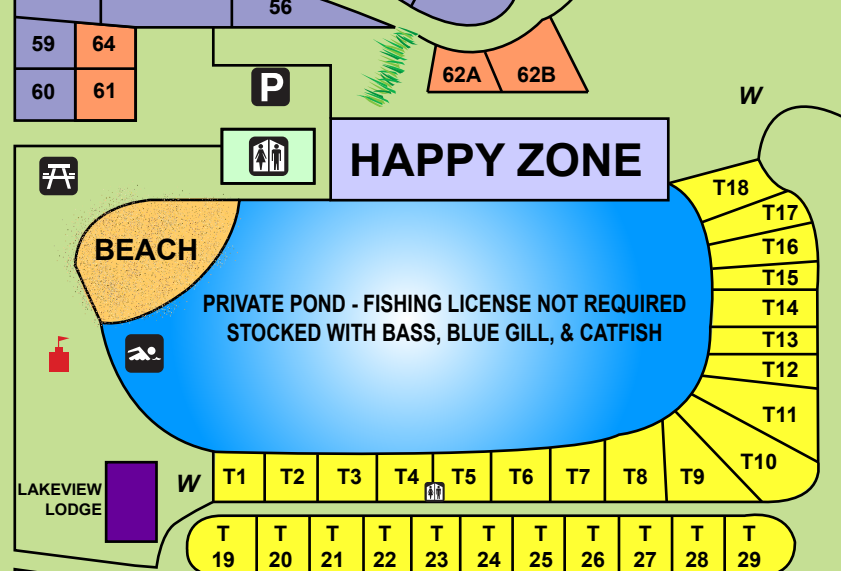 56
59
64
60
61
62A
62B
P
W
HAPPY ZONE
T18
T17
T16
T15
T14
T13
T12
T11
T10
BEACH
PRIVATE POND - FISHING LICENSE NOT REQUIRED
STOCKED WITH BASS, BLUE GILL, & CATFISH
LAKEVIEW
LODGE
W
T1
T2
T3
T4
T5
T6
T7
T8
T9
T
19
T
20
T
21
T
22
T
23
T
24
T
25
T
26
T
27
T
28
T
29